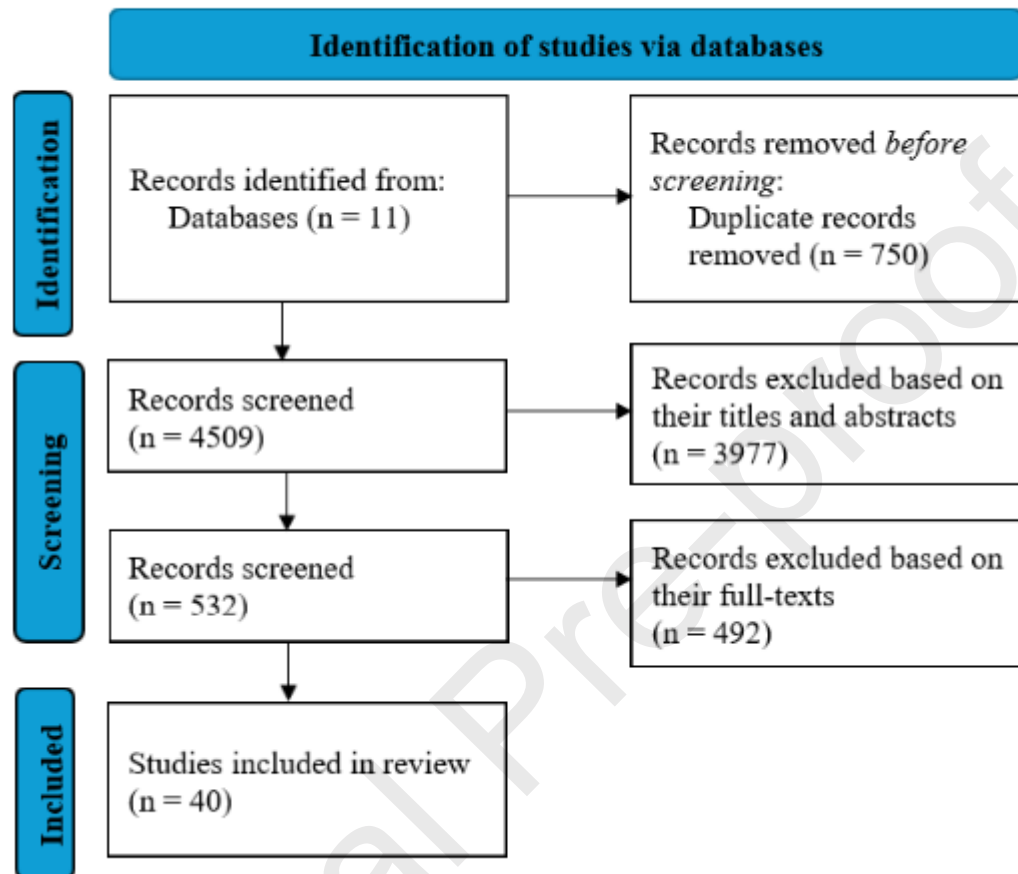 Identification of studies via databases
Identification
Records identified from:
Databases (n = 11)
Records removed before
screening:
Duplicate records
removed (n = 750)
Screening
Records screened
(n = 4509)
Records excluded based on
their titles and abstracts
(n = 3977)
Records screened
(n = 532)
Records excluded based on
their full-texts
(n = 492)
Included
Studies included in review
(n = 40)
al Pre-proof